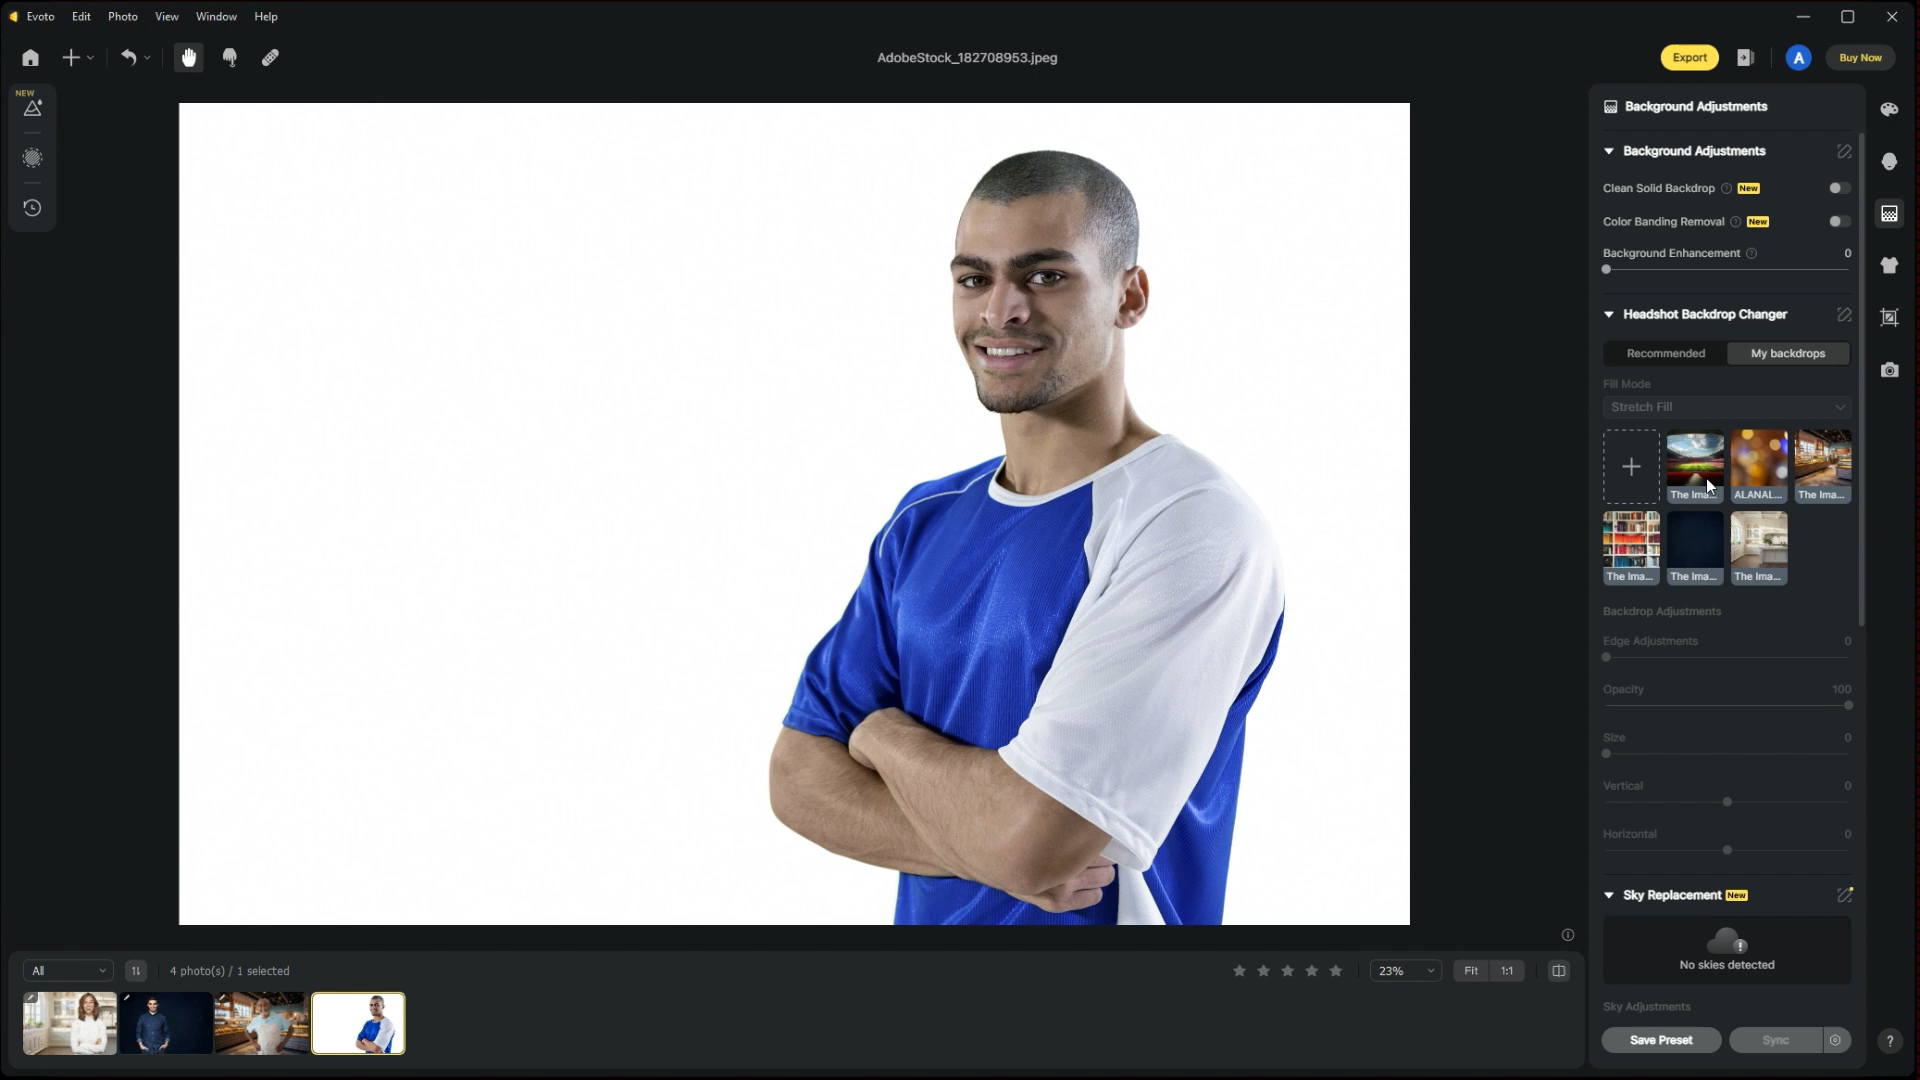 Evoto Edit Photo View Window Help
AdobeStock_182708953.jpeg
Export
A
Buy Now
NEW
Background Adjustments
Background Adjustments
Clean Solid Backdrop New
Color Banding Removal New
Background Enhancement 0
Headshot Backdrop Changer
Recommended My backdrops
Fill Mode
Stretch Fill
The Ima... ALANAL... The Ima...
The Ima... The Ima... The Ima...
Backdrop Adjustments
Edge Adjustments 0
Opacity 100
Size 0
Vertical 0
Horizontal 0
Sky Replacement New
No skies detected
Sky Adjustments
Save Preset Sync
All 4 photo(s) / 1 selected
23% Fit 1:1